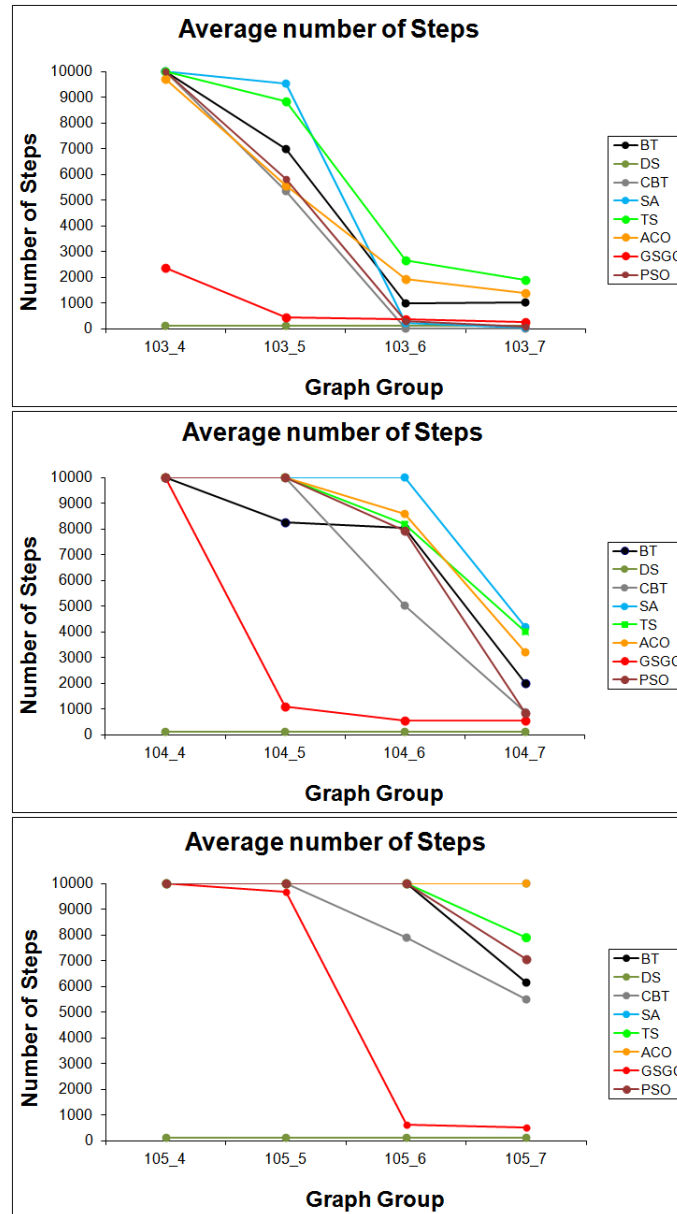 Average number of Steps
Number of Steps
10000
9000
8000
7000
6000
5000
4000
3000
2000
1000
0
103_4 103_5 103_6 103_7
Graph Group
BT
DS
CBT
SA
TS
ACO
GSGC
PSO
Average number of Steps
Number of Steps
10000
9000
8000
7000
6000
5000
4000
3000
2000
1000
0
104_4 104_5 104_6 104_7
Graph Group
BT
DS
CBT
SA
TS
ACO
GSGC
PSO
Average number of Steps
Number of Steps
10000
9000
8000
7000
6000
5000
4000
3000
2000
1000
0
105_4 105_5 105_6 105_7
Graph Group
BT
DS
CBT
SA
TS
ACO
GSGC
PSO